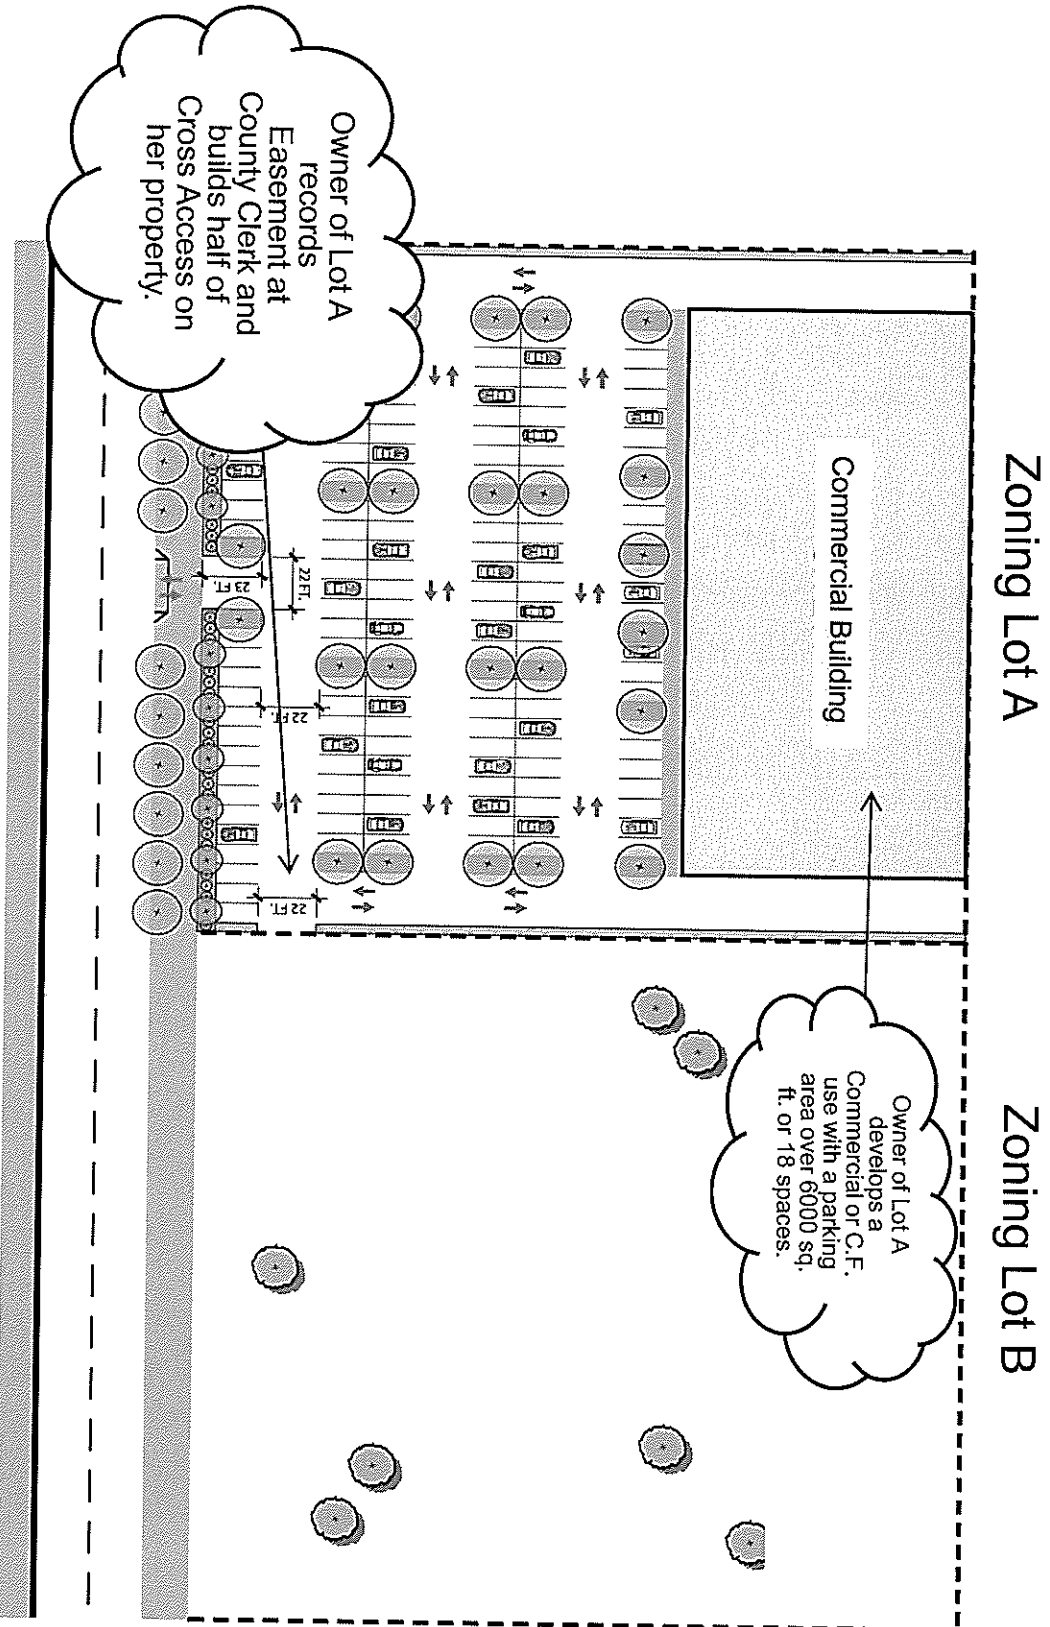 Zoning Lot A
Zoning Lot B
Commercial Building
Owner of Lot A
develops a
Commercial or C.F.
use with a parking
area over 6000 sq.
ft. or 18 spaces.
Owner of Lot A
records
Easement at
County Clerk and
builds half of
Cross Access on
her property.
22 FT.
23 FT.
22 FT.
22 FT.